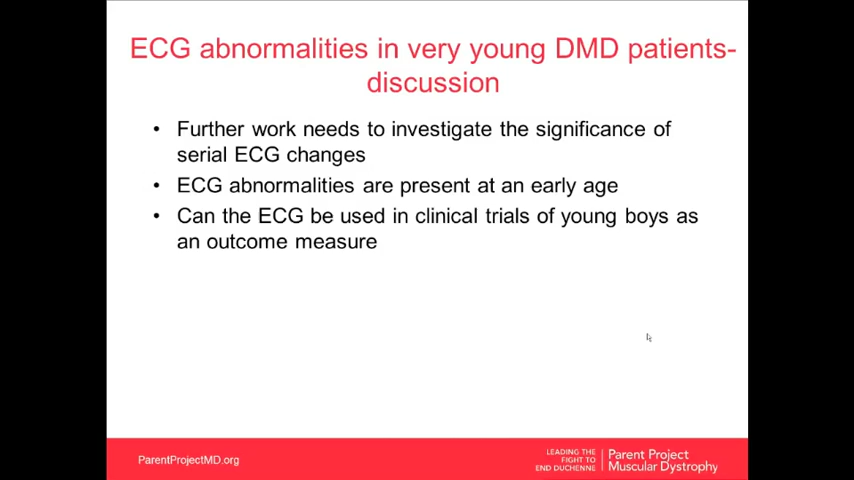 ECG abnormalities in very young DMD patients-
discussion
• Further work needs to investigate the significance of
serial ECG changes
• ECG abnormalities are present at an early age
• Can the ECG be used in clinical trials of young boys as
an outcome measure
ParentProjectMD.org
LEADING THE
FIGHT TO
END DUCHENNE
Parent Project
Muscular Dystrophy